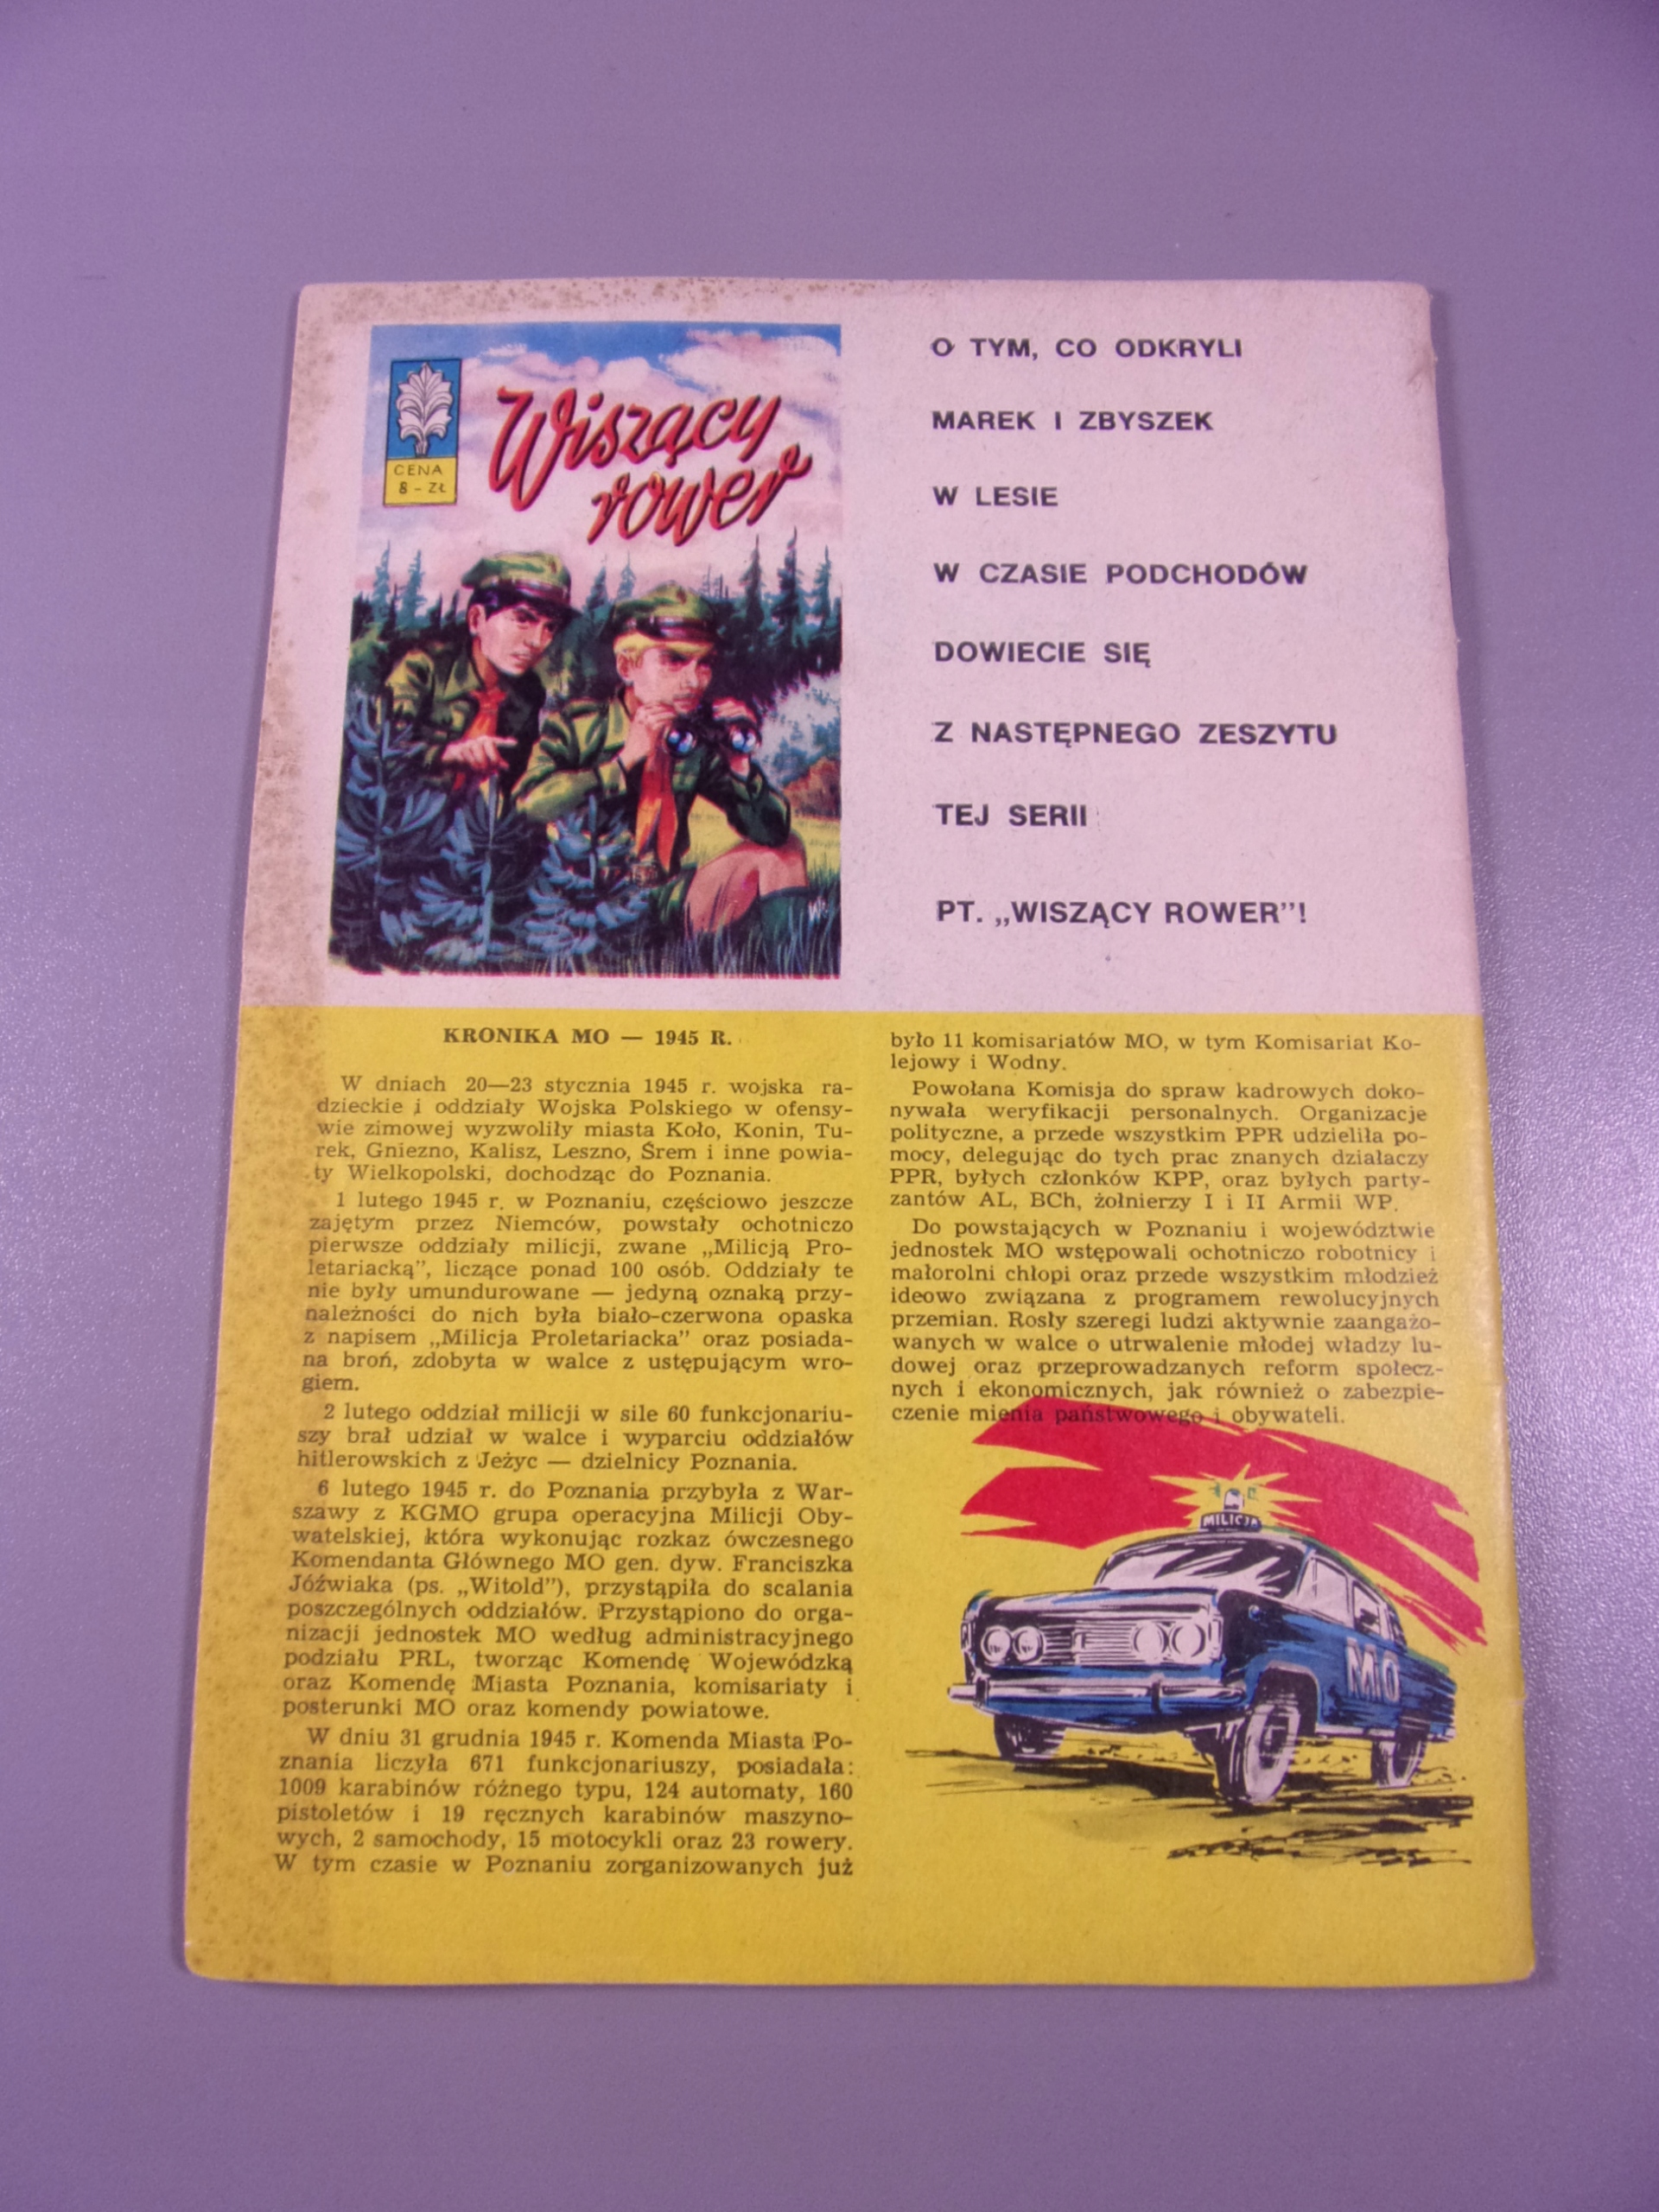 Wiszący
rower
CENA
8 - ZŁ
O TYM, CO ODKRYLI
MAREK I ZBYSZEK
W LESIE
W CZASIE PODCHODÓW
DOWIECIE SIĘ
Z NASTĘPNEGO ZESZYTU
TEJ SERII
PT. „WISZĄCY ROWER”!
KRONIKA MO — 1945 R.
W dniach 20—23 stycznia 1945 r. wojska ra-
dzieckie i oddziały Wojska Polskiego w ofensy-
wie zimowej wyzwoliły miasta Koło, Konin, Tu-
rek, Gniezno, Kalisz, Leszno, Śrem i inne powia-
ty Wielkopolski, dochodząc do Poznania.
1 lutego 1945 r. w Poznaniu, częściowo jeszcze
zajętym przez Niemców, powstały ochotniczo
pierwsze oddziały milicji, zwane „Milicją Pro-
letariacką”, liczące ponad 100 osób. Oddziały te
nie były umundurowane — jedyną oznaką przy-
należności do nich była biało-czerwona opaska
z napisem „Milicja Proletariacka” oraz posiada-
na broń, zdobyta w walce z ustępującym wro-
giem.
2 lutego oddział milicji w sile 60 funkcjonariu-
szy brał udział w walce i wyparciu oddziałów
hitlerowskich z Jeżyc — dzielnicy Poznania.
6 lutego 1945 r. do Poznania przybyła z War-
szawy z KGMO grupa operacyjna Milicji Oby-
watelskiej, która wykonując rozkaz ówczesnego
Komendanta Głównego MO gen. dyw. Franciszka
Jóźwiaka (ps. „Witold”), przystąpiła do scalania
poszczególnych oddziałów. Przystąpiono do orga-
nizacji jednostek MO według administracyjnego
podziału PRL, tworząc Komendę Wojewódzką
oraz Komendę Miasta Poznania, komisariaty i
posterunki MO oraz komendy powiatowe.
W dniu 31 grudnia 1945 r. Komenda Miasta Po-
znania liczyła 671 funkcjonariuszy, posiadała:
1009 karabinów różnego typu, 124 automaty, 160
pistoletów i 19 ręcznych karabinów maszyno-
wych, 2 samochody, 15 motocykli oraz 23 rowery.
W tym czasie w Poznaniu zorganizowanych już
było 11 komisariatów MO, w tym Komisariat Ko-
lejowy i Wodny.
Powołana Komisja do spraw kadrowych doko-
nywała weryfikacji personalnych. Organizacje
polityczne, a przede wszystkim PPR udzieliła po-
mocy, delegując do tych prac znanych działaczy
PPR, byłych członków KPP, oraz byłych party-
zantów AL, BCh, żołnierzy I i II Armii WP.
Do powstających w Poznaniu i województwie
jednostek MO wstępowali ochotniczo robotnicy i
małorolni chłopi oraz przede wszystkim młodzież
ideowo związana z programem rewolucyjnych
przemian. Rosły szeregi ludzi aktywnie zaangażo-
wanych w walce o utrwalenie młodej władzy lu-
dowej oraz przeprowadzanych reform społecz-
nych i ekonomicznych, jak również o zabezpie-
czenie mienia państwowego i obywateli.
MILICJA
MO